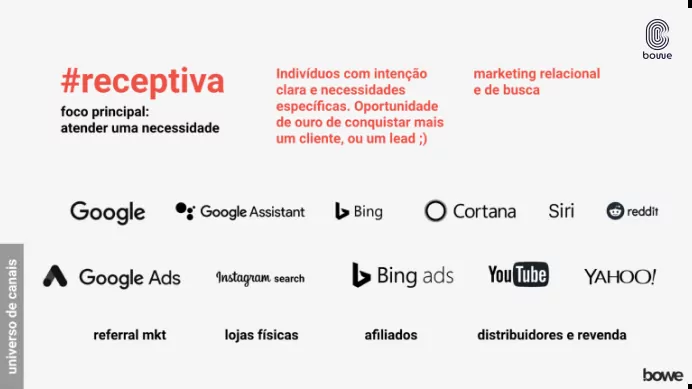 bowe
#receptiva
foco principal:
atender uma necessidade
Indivíduos com intenção
clara e necessidades
específicas. Oportunidade
de ouro de conquistar mais
um cliente, ou um lead ;)
marketing relacional
e de busca
Google
Google Assistant
Bing
Cortana
Siri
reddit
universo de canais
Google Ads
Instagram search
Bing ads
YouTube
YAHOO!
referral mkt
lojas físicas
afiliados
distribuidores e revenda
bowe